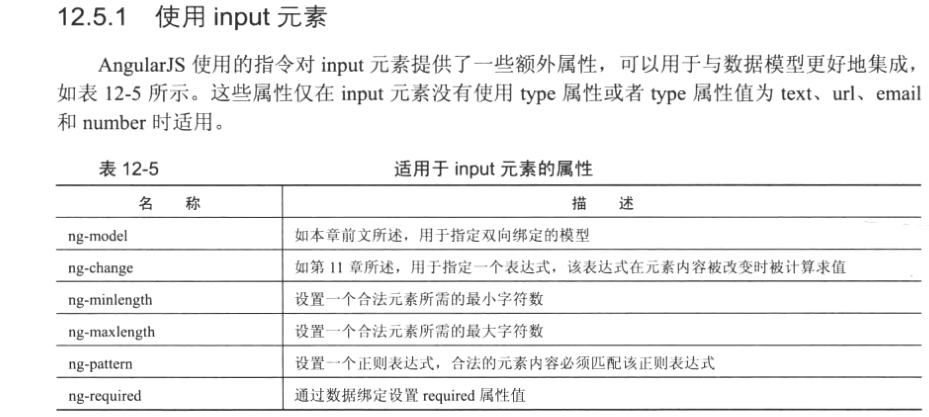 12.5.1 使用 input 元素
AngularJS 使用的指令对 input 元素提供了一些额外属性，可以用于与数据模型更好地集成，
如表 12-5 所示。这些属性仅在 input 元素没有使用 type 属性或者 type 属性值为 text、url、email
和 number 时适用。
表 12-5 适用于 input 元素的属性
名 称 描 述
ng-model 如本章前文所述，用于指定双向绑定的模型
ng-change 如第 11 章所述，用于指定一个表达式，该表达式在元素内容被改变时被计算求值
ng-minlength 设置一个合法元素所需的最小字符数
ng-maxlength 设置一个合法元素所需的最大字符数
ng-pattern 设置一个正则表达式，合法的元素内容必须匹配该正则表达式
ng-required 通过数据绑定设置 required 属性值